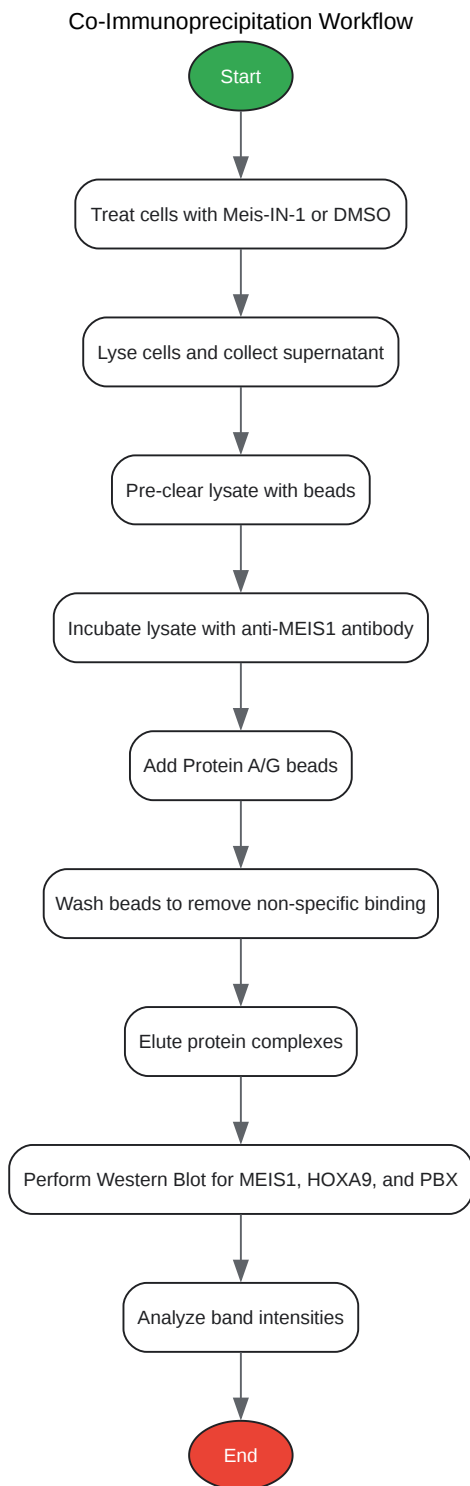 Co-Immunoprecipitation Workflow
Start
Treat cells with Meis-IN-1 or DMSO
Lyse cells and collect supernatant
Pre-clear lysate with beads
Incubate lysate with anti-MEIS1 antibody
Add Protein A/G beads
Wash beads to remove non-specific binding
Elute protein complexes
Perform Western Blot for MEIS1, HOXA9, and PBX
Analyze band intensities
End